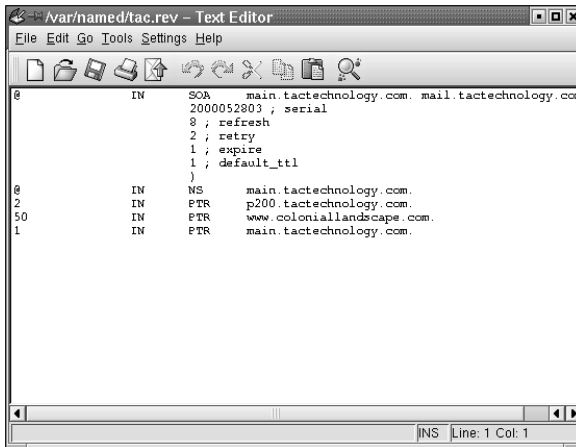 /var/named/tac.rev – Text Editor
File Edit Go Tools Settings Help
@ IN SOA main.tactechnology.com. mail.tactechnology.co
2000052803 ; serial
8 ; refresh
2 ; retry
1 ; expire
1 ; default_ttl
)
@ IN NS main.tactechnology.com.
2 IN PTR p200.tactechnology.com.
50 IN PTR www.coloniallandscape.com.
1 IN PTR main.tactechnology.com.
INS Line: 1 Col: 1